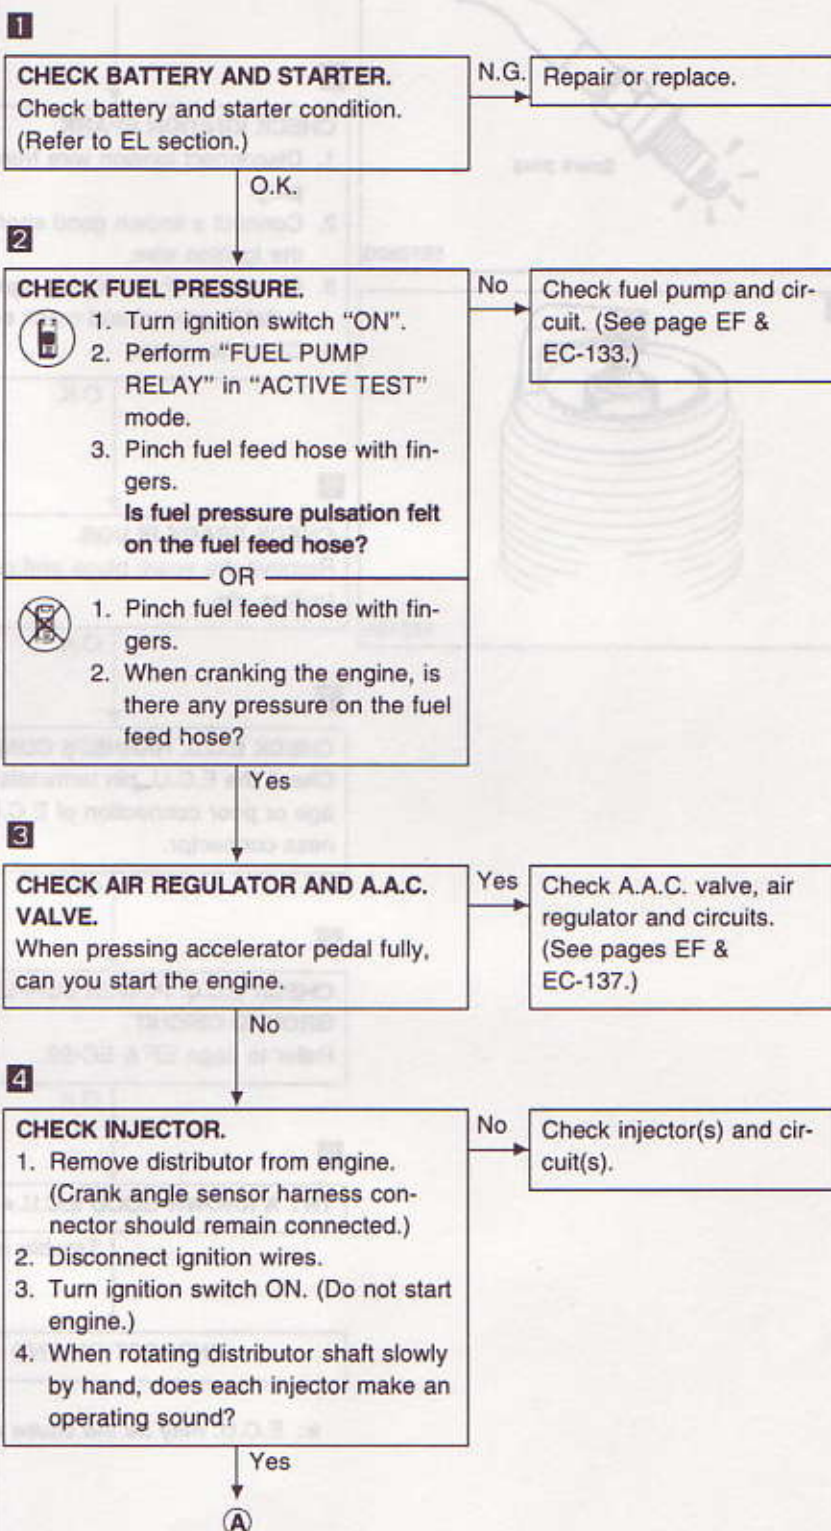 1
CHECK BATTERY AND STARTER.
Check battery and starter condition.
(Refer to EL section.)
N.G.
Repair or replace.
O.K.
2
CHECK FUEL PRESSURE.
1. Turn ignition switch “ON”.
2. Perform “FUEL PUMP
RELAY” in “ACTIVE TEST”
mode.
3. Pinch fuel feed hose with fin-
gers.
Is fuel pressure pulsation felt
on the fuel feed hose?
OR
1. Pinch fuel feed hose with fin-
gers.
2. When cranking the engine, is
there any pressure on the fuel
feed hose?
No
Check fuel pump and cir-
cuit. (See page EF &
EC-133.)
Yes
3
CHECK AIR REGULATOR AND A.A.C.
VALVE.
When pressing accelerator pedal fully,
can you start the engine.
Yes
Check A.A.C. valve, air
regulator and circuits.
(See pages EF &
EC-137.)
No
4
CHECK INJECTOR.
1. Remove distributor from engine.
(Crank angle sensor harness con-
nector should remain connected.)
2. Disconnect ignition wires.
3. Turn ignition switch ON. (Do not start
engine.)
4. When rotating distributor shaft slowly
by hand, does each injector make an
operating sound?
No
Check injector(s) and cir-
cuit(s).
Yes
A